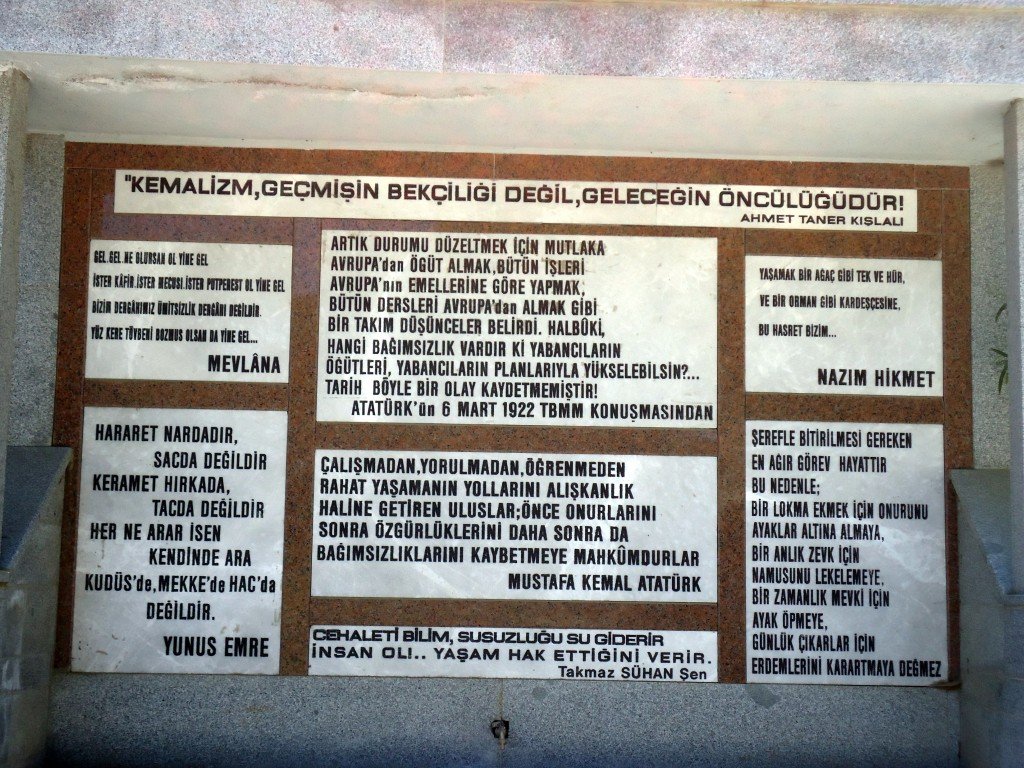 "KEMALİZM,GEÇMİŞİN BEKÇİLİĞİ DEĞİL,GELECEĞİN ÖNCÜLÜĞÜDÜR!
AHMET TANER KIŞLALI
GEL.GEL.NE OLURSAN OL YİNE GEL
İSTER KÂFİR.İSTER MECUSİ.İSTER PUTPEREST OL YİNE GEL
BİZİM DERGÂHIMIZ ÜMİTSİZLİK DERGÂHI DEĞİLDİR.
YÜZ KERE TÖVBENİ BOZMUŞ OLSAN DA YİNE GEL...
MEVLÂNA
HARARET NARDADIR,
SACDA DEĞİLDİR
KERAMET HIRKADA,
TACDA DEĞİLDİR
HER NE ARAR İSEN
KENDİNDE ARA
KUDÜS'de,MEKKE'de HAC'da
DEĞİLDİR.
YUNUS EMRE
ARTIK DURUMU DÜZELTMEK İÇİN MUTLAKA
AVRUPA'dan ÖGÜT ALMAK,BÜTÜN İŞLERİ
AVRUPA'nın EMELLERİNE GÖRE YAPMAK,
BÜTÜN DERSLERİ AVRUPA'dan ALMAK GİBİ
BİR TAKIM DÜŞÜNCELER BELİRDİ. HALBÛKİ,
HANGİ BAĞIMSIZLIK VARDIR Kİ YABANCILARIN
ÖĞÜTLERİ, YABANCILARIN PLANLARIYLA YÜKSELEBİLSİN?...
TARİH BÖYLE BİR OLAY KAYDETMEMİŞTİR!
ATATÜRK'ün 6 MART 1922 TBMM KONUŞMASINDAN
ÇALIŞMADAN,YORULMADAN,ÖĞRENMEDEN
RAHAT YAŞAMANIN YOLLARINI ALIŞKANLIK
HALİNE GETİREN ULUSLAR;ÖNCE ONURLARINI
SONRA ÖZGÜRLÜKLERİNİ DAHA SONRA DA
BAĞIMSIZLIKLARINI KAYBETMEYE MAHKÛMDURLAR
MUSTAFA KEMAL ATATÜRK
CEHALETİ BİLİM, SUSUZLUĞU SU GİDERİR
İNSAN OL!.. YAŞAM HAK ETTİĞİNİ VERİR.
Takmaz SÜHAN Şen
YAŞAMAK BİR AĞAÇ GİBİ TEK VE HÜR,
VE BİR ORMAN GİBİ KARDEŞÇESİNE,
BU HASRET BİZİM...
NAZIM HİKMET
ŞEREFLE BİTİRİLMESİ GEREKEN
EN AĞIR GÖREV HAYATTIR
BU NEDENLE;
BİR LOKMA EKMEK İÇİN ONURUNU
AYAKLAR ALTINA ALMAYA,
BİR ANLIK ZEVK İÇİN
NAMUSUNU LEKELEMEYE,
BİR ZAMANLIK MEVKİ İÇİN
AYAK ÖPMEYE,
GÜNLÜK ÇIKARLAR İÇİN
ERDEMLERİNİ KARARTMAYA DEĞMEZ